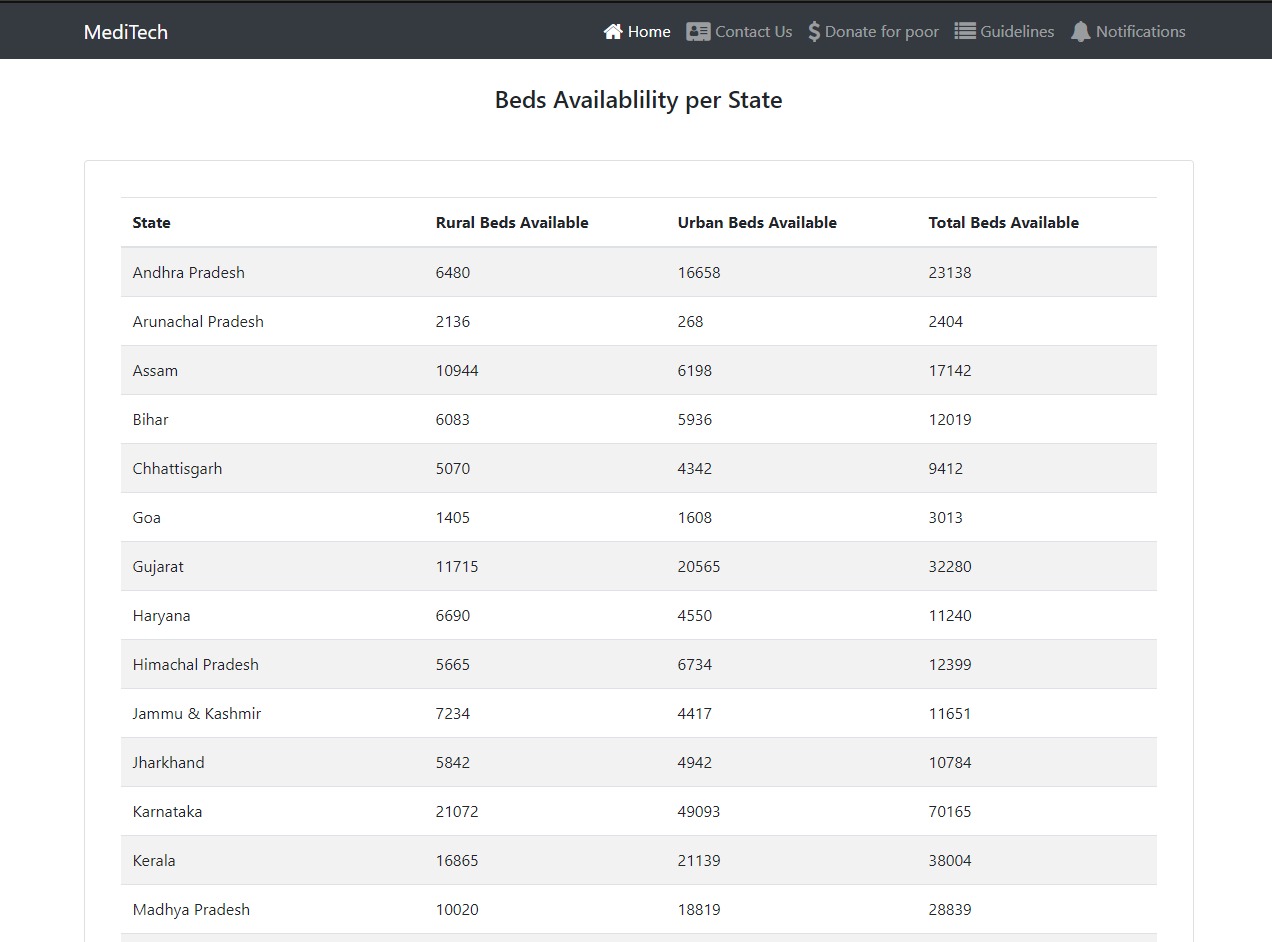 MediTech Home Contact Us Donate for poor Guidelines Notifications
Beds Availablility per State
State Rural Beds Available Urban Beds Available Total Beds Available
Andhra Pradesh 6480 16658 23138
Arunachal Pradesh 2136 268 2404
Assam 10944 6198 17142
Bihar 6083 5936 12019
Chhattisgarh 5070 4342 9412
Goa 1405 1608 3013
Gujarat 11715 20565 32280
Haryana 6690 4550 11240
Himachal Pradesh 5665 6734 12399
Jammu & Kashmir 7234 4417 11651
Jharkhand 5842 4942 10784
Karnataka 21072 49093 70165
Kerala 16865 21139 38004
Madhya Pradesh 10020 18819 28839